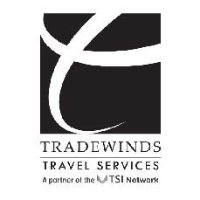 TRADEWINDS
TRAVEL SERVICES
A partner of the TSI Network